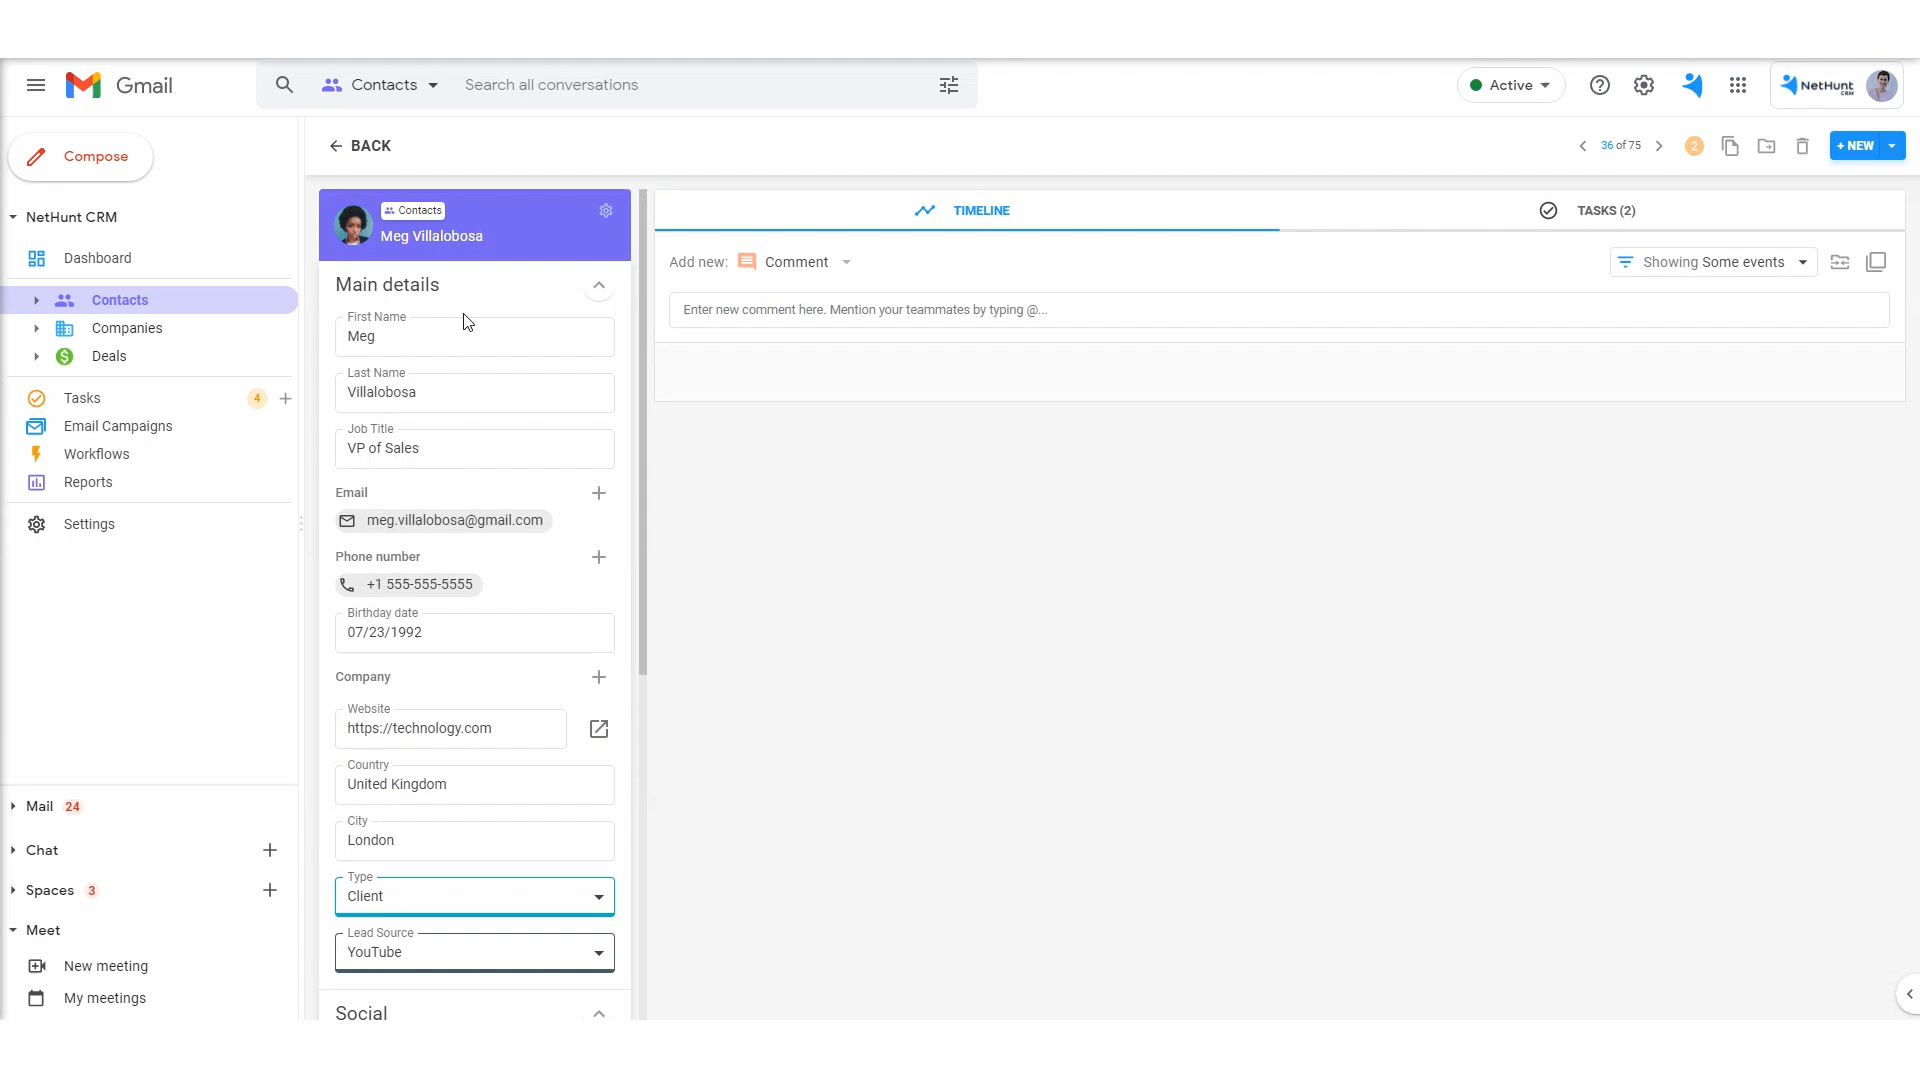 Gmail
Contacts
Search all conversations
Active
NetHunt
CRM
Compose
BACK
36 of 75
2
+ NEW
NetHunt CRM
Dashboard
Contacts
Companies
Deals
Tasks
4
Email Campaigns
Workflows
Reports
Settings
Mail 24
Chat
Spaces 3
Meet
New meeting
My meetings
Contacts
Meg Villalobosa
Main details
First Name
Meg
Last Name
Villalobosa
Job Title
VP of Sales
Email
meg.villalobosa@gmail.com
Phone number
+1 555-555-5555
Birthday date
07/23/1992
Company
Website
https://technology.com
Country
United Kingdom
City
London
Type
Client
Lead Source
YouTube
Social
TIMELINE
TASKS (2)
Add new: Comment
Showing Some events
Enter new comment here. Mention your teammates by typing @...